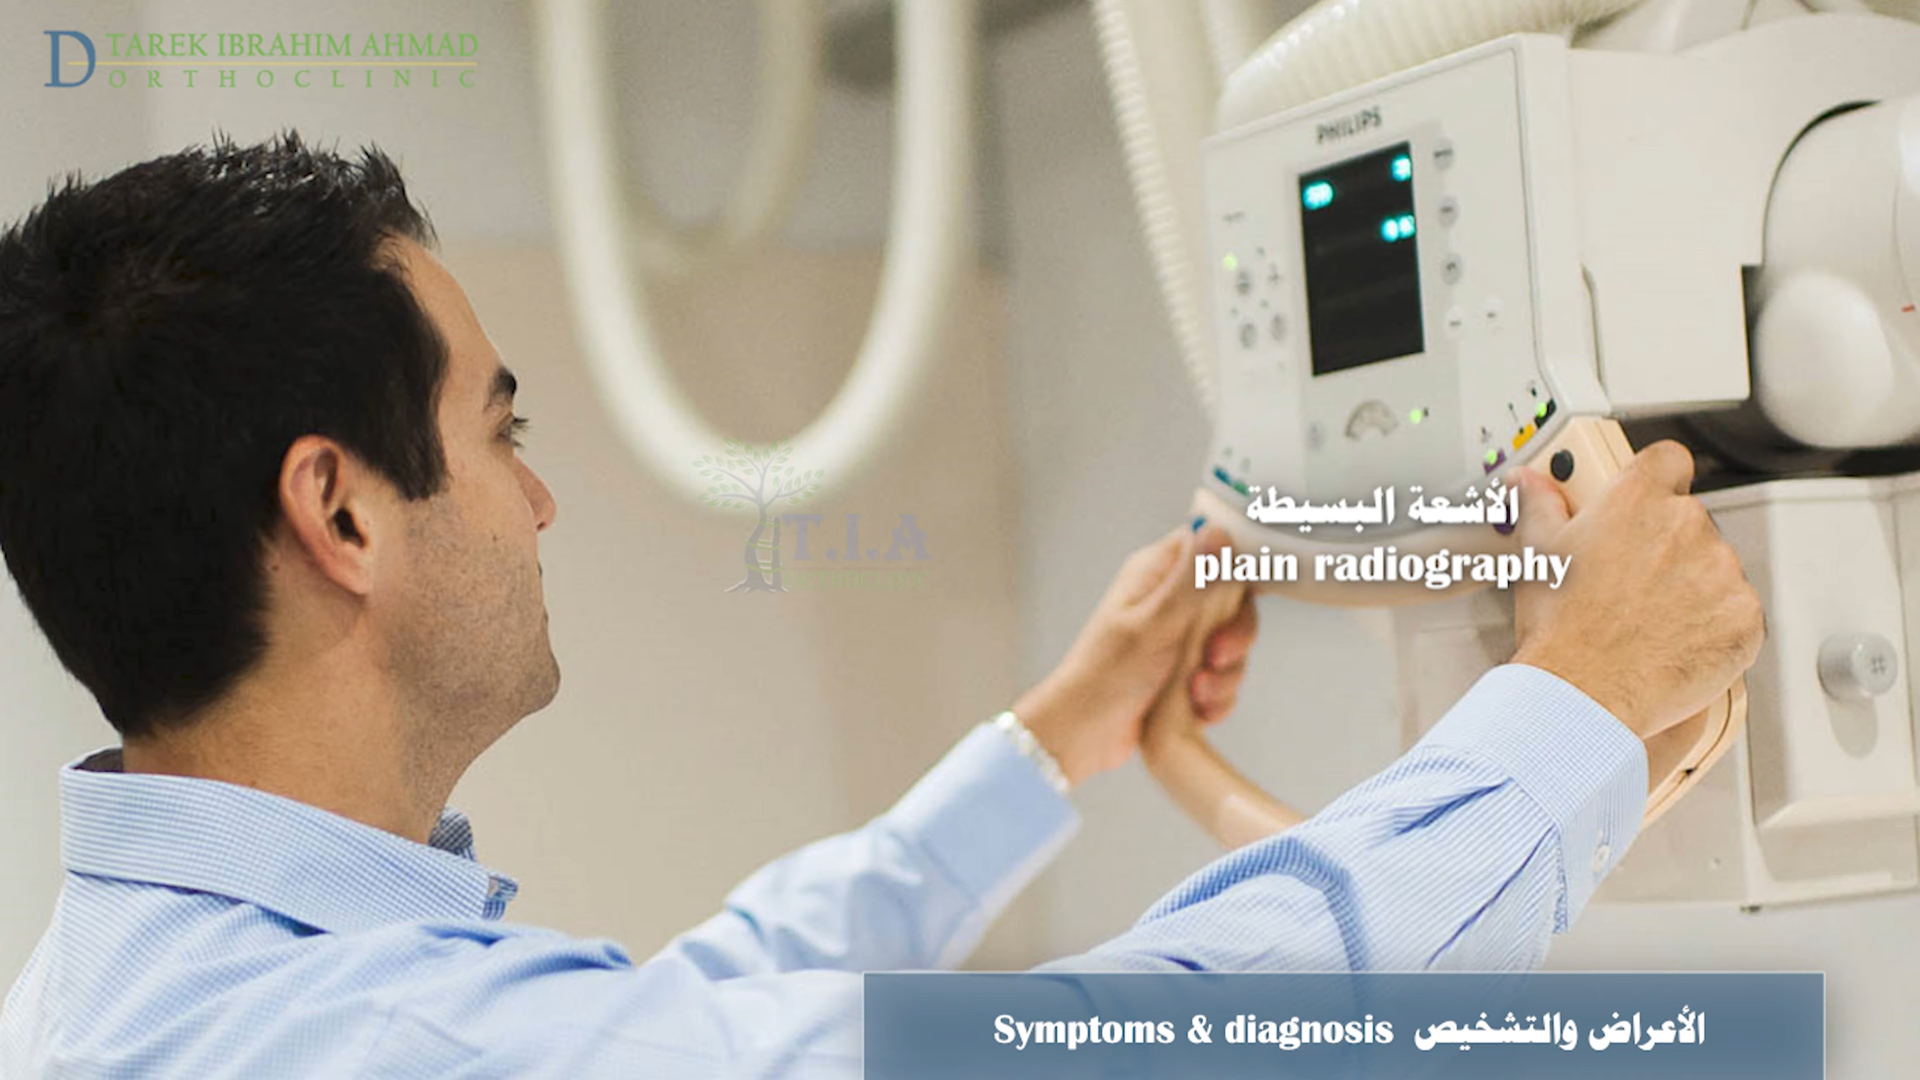 TAREK IBRAHIM AHMAD
ORTHOCLINIC
PHILIPS
T.I.A
الأشعة البسيطة
plain radiography
Symptoms & diagnosis الأعراض والتشخيص